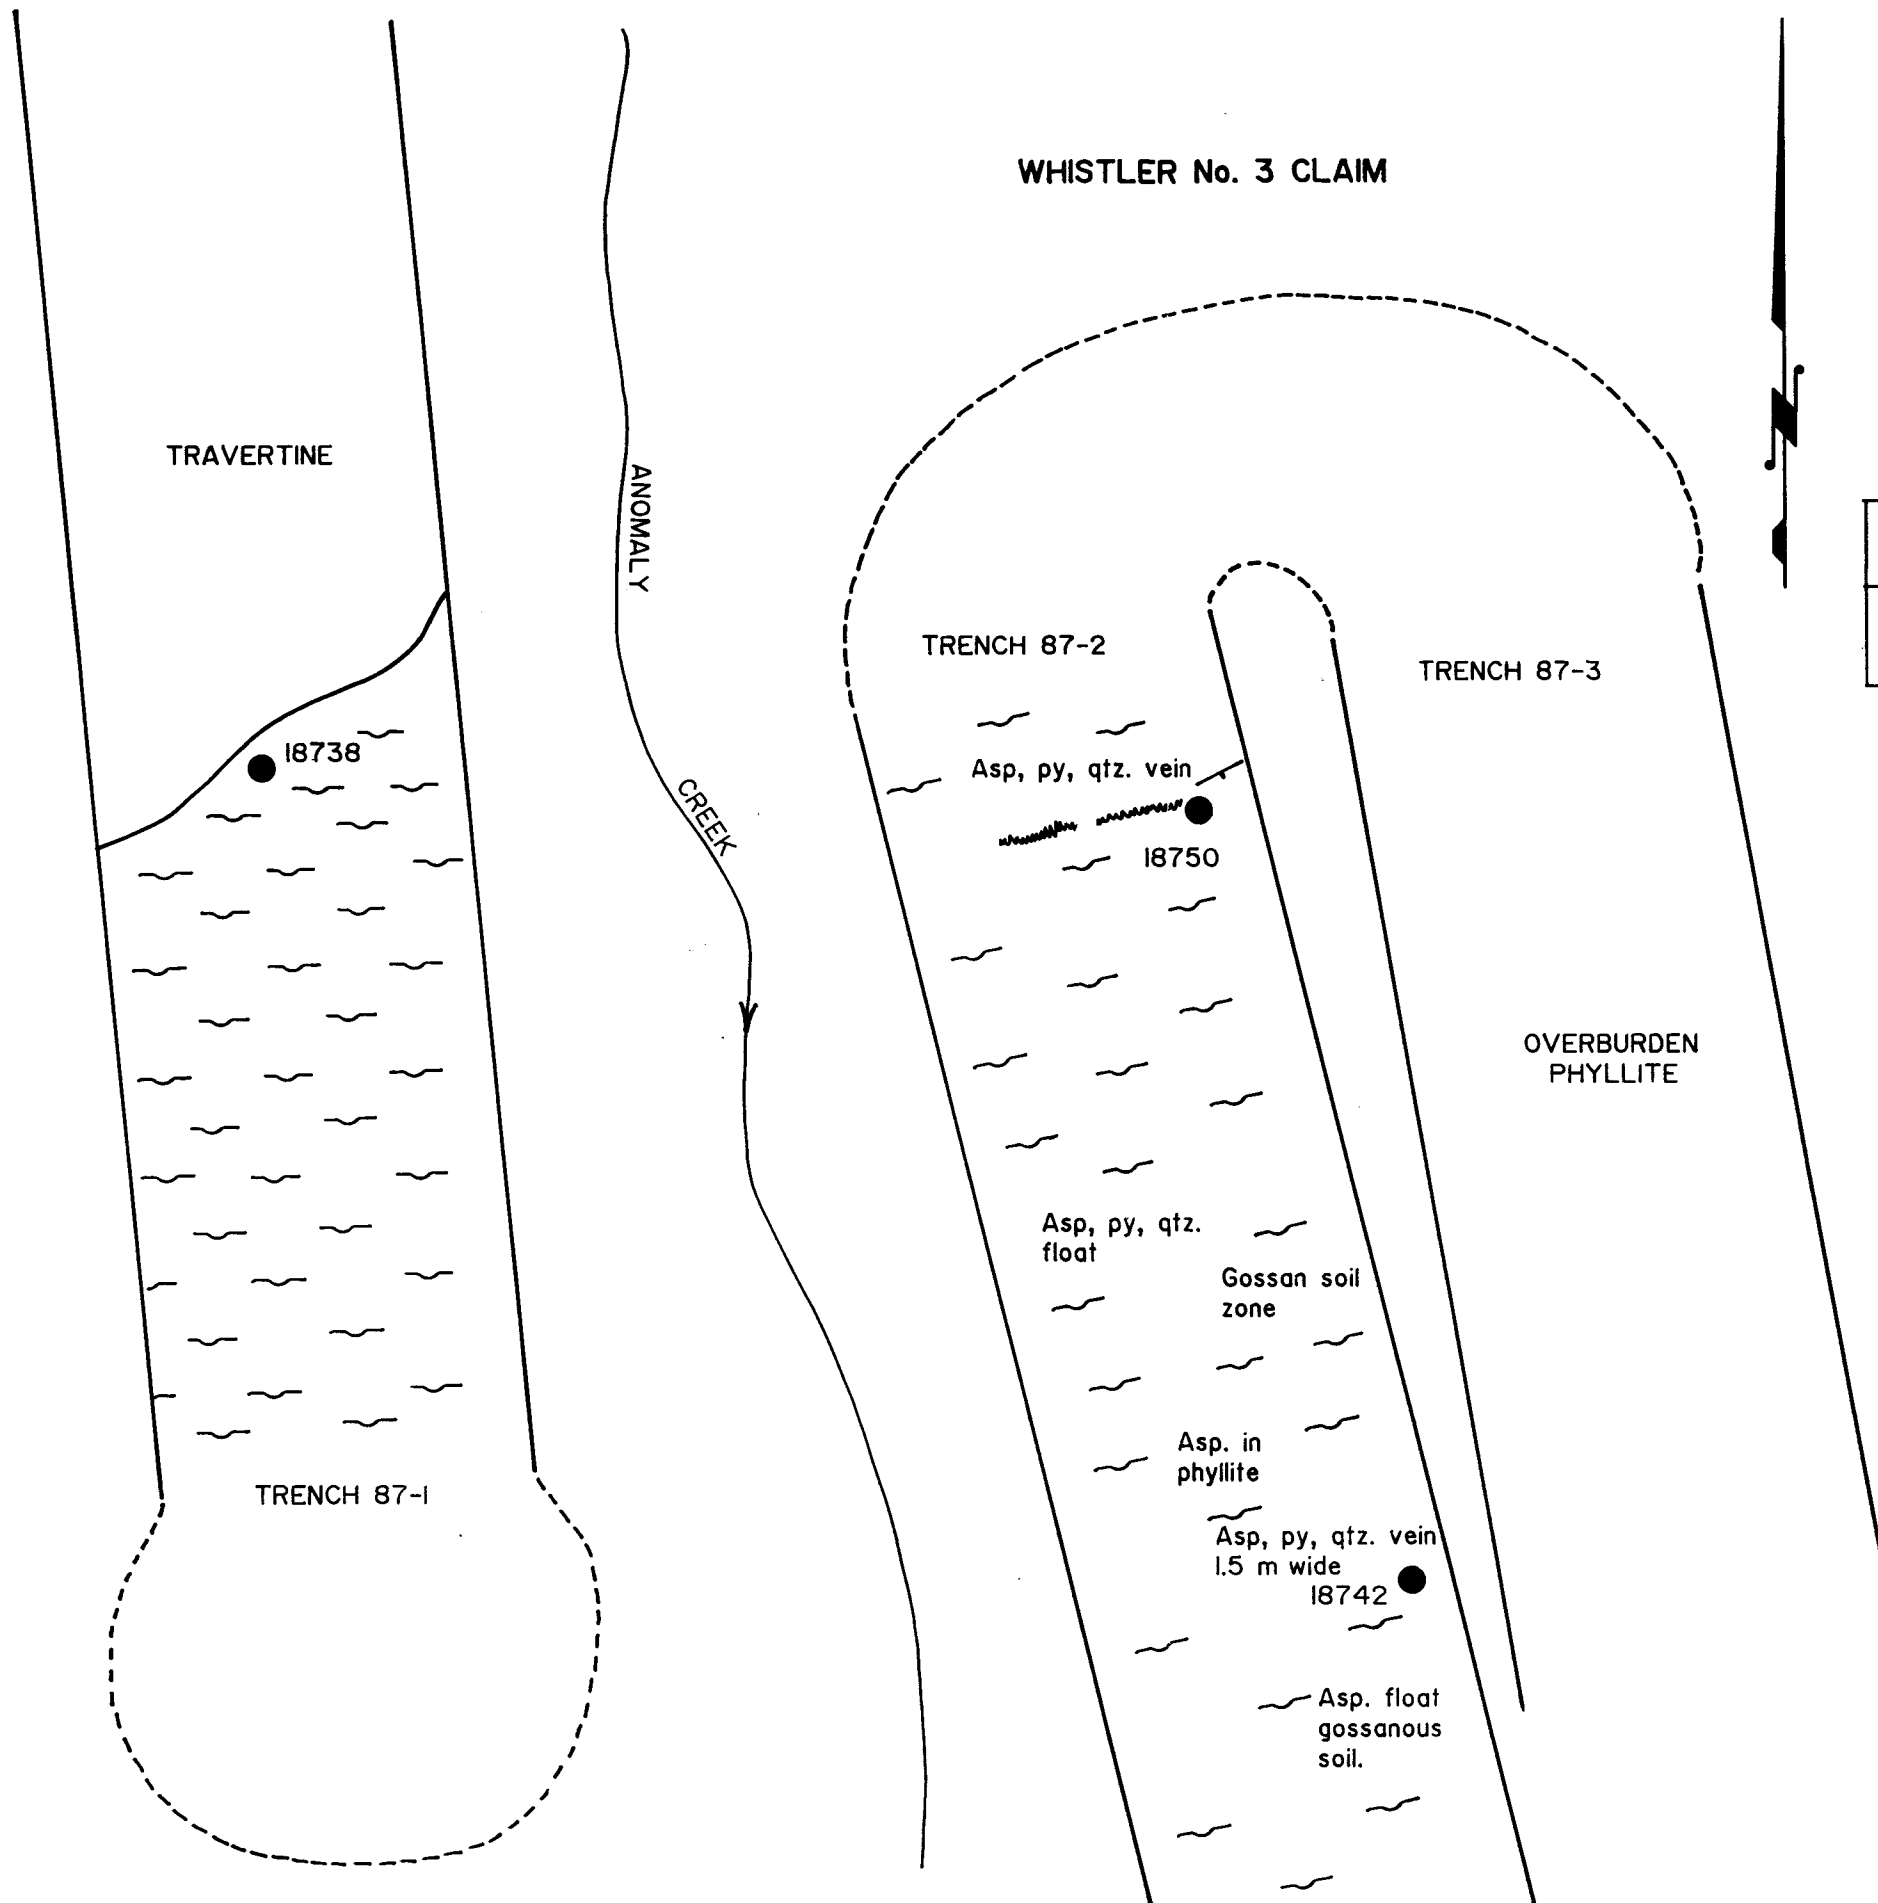 WHISTLER No. 3 CLAIM
TRAVERTINE
ANOMALY
CREEK
18738
TRENCH 87-1
TRENCH 87-2
TRENCH 87-3
Asp, py, qtz. vein
18750
OVERBURDEN
PHYLLITE
Asp, py, qtz.
float
Gossan soil
zone
Asp. in
phyllite
Asp, py, qtz. vein
1.5 m wide
18742
Asp. float
gossanous
soil.
N